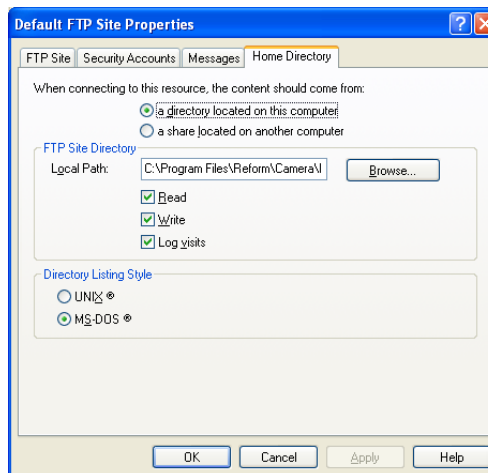 Default FTP Site Properties
FTP Site Security Accounts Messages Home Directory
When connecting to this resource, the content should come from:
a directory located on this computer
a share located on another computer
FTP Site Directory
Local Path: C:\Program Files\Reform\Camera\I Browse...
Read
Write
Log visits
Directory Listing Style
UNIX ®
MS-DOS ®
OK Cancel Apply Help